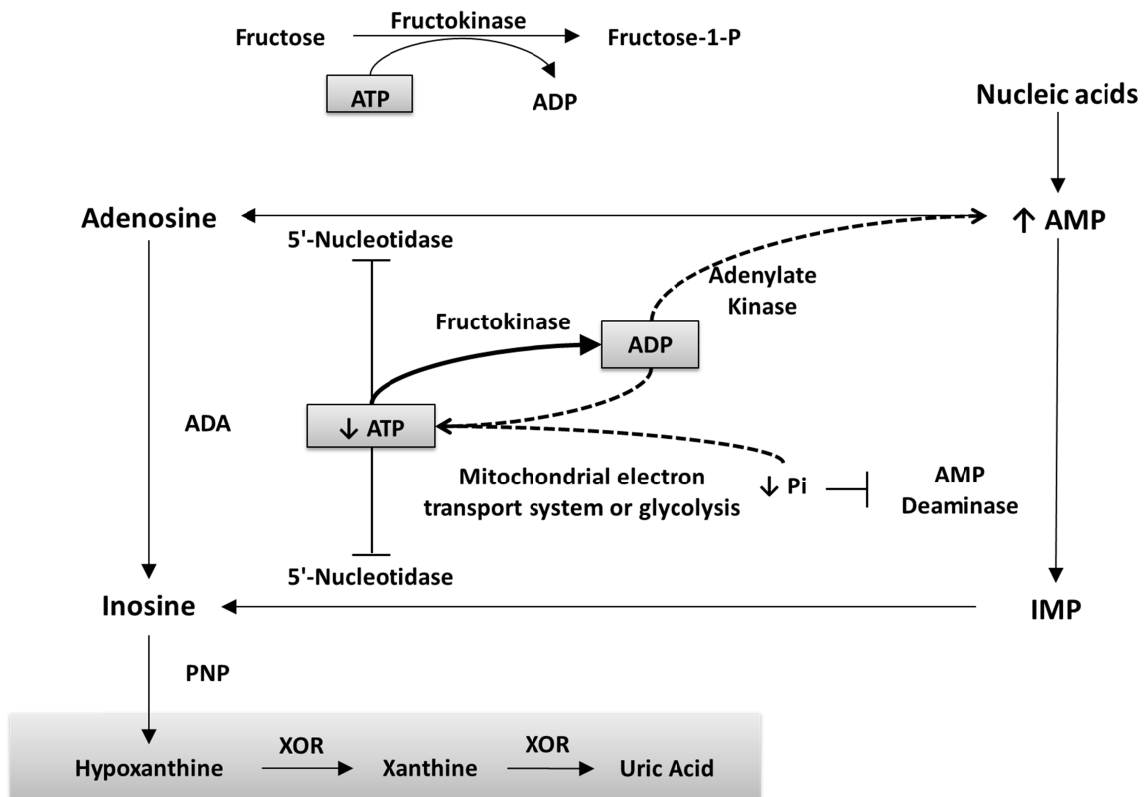 Fructokinase
Fructose
Fructose-1-P
ATP
ADP
Nucleic acids
Adenosine
↑ AMP
5'-Nucleotidase
Adenylate
Kinase
Fructokinase
ADP
ADA
↓ ATP
Mitochondrial electron
transport system or glycolysis
↓ Pi
AMP
Deaminase
5'-Nucleotidase
Inosine
IMP
PNP
XOR
XOR
Hypoxanthine
Xanthine
Uric Acid